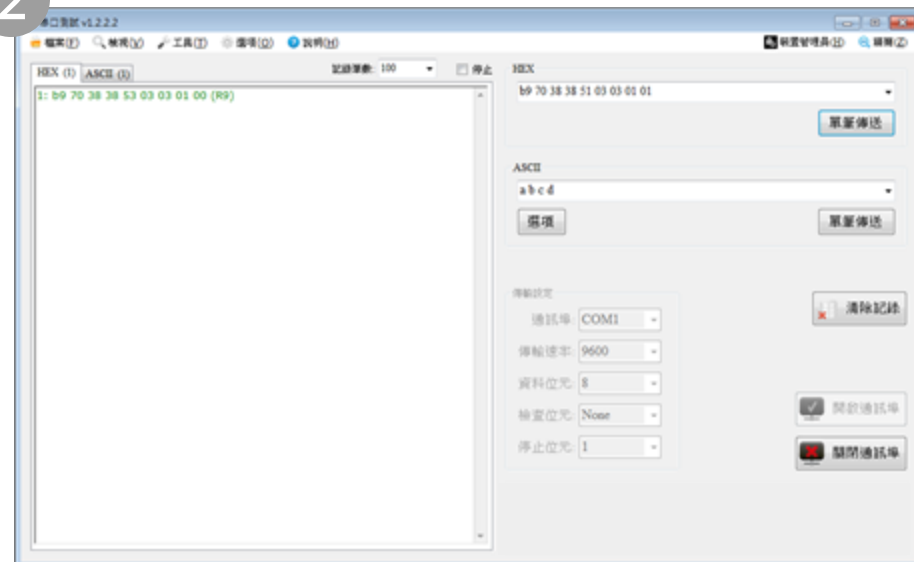 2
串口測試 v1.2.2.2
檔案(F) 檢視(V) 工具(T) 選項(O) 說明(H) 裝置管理員(H) 離開(Z)
HEX (1) ASCII (1) 記錄筆數: 100 停止
1: b9 70 38 38 53 03 03 01 00 (R9)
HEX
b9 70 38 38 51 03 03 01 01
單筆傳送
ASCII
a b c d
選項 單筆傳送
傳輸設定
通訊埠: COM1
傳輸速率: 9600
資料位元: 8
檢查位元: None
停止位元: 1
清除記錄
開啟通訊埠
關閉通訊埠